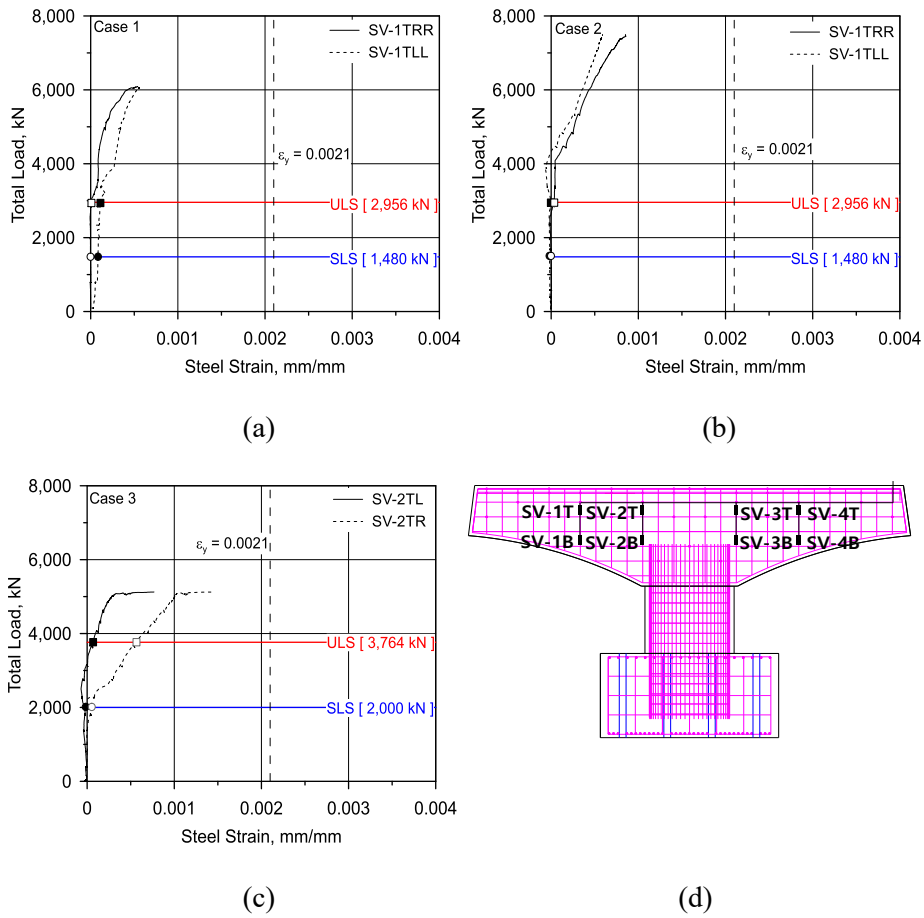 8,000
6,000
4,000
2,000
0
Total Load, kN
Case 1
SV-1TRR
SV-1TLL
εy = 0.0021
ULS [ 2,956 kN ]
SLS [ 1,480 kN ]
0 0.001 0.002 0.003 0.004
Steel Strain, mm/mm
(a)
8,000
6,000
4,000
2,000
0
Total Load, kN
Case 2
SV-1TRR
SV-1TLL
εy = 0.0021
ULS [ 2,956 kN ]
SLS [ 1,480 kN ]
0 0.001 0.002 0.003 0.004
Steel Strain, mm/mm
(b)
8,000
6,000
4,000
2,000
0
Total Load, kN
Case 3
SV-2TL
SV-2TR
εy = 0.0021
ULS [ 3,764 kN ]
SLS [ 2,000 kN ]
0 0.001 0.002 0.003 0.004
Steel Strain, mm/mm
(c)
SV-1T SV-2T SV-3T SV-4T
SV-1B SV-2B SV-3B SV-4B
(d)